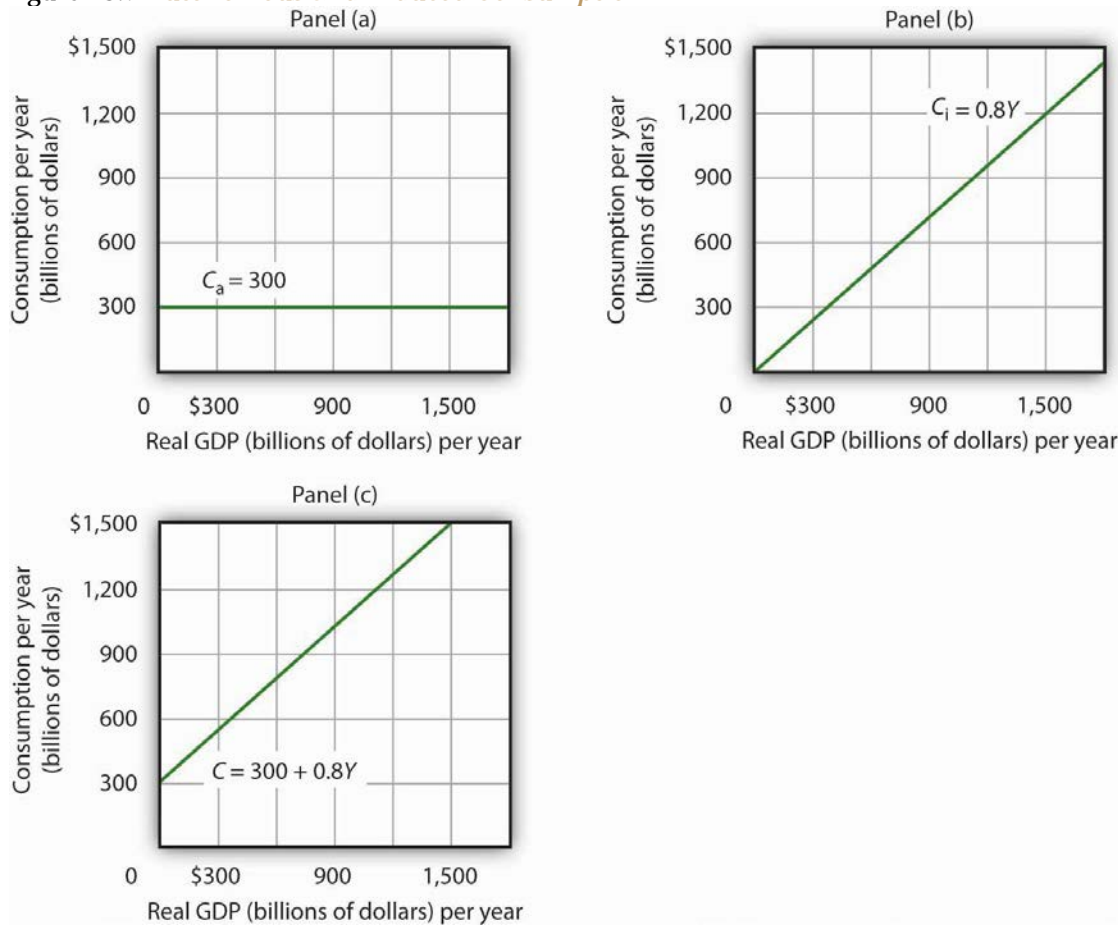 Panel (a)
$1,500
1,200
900
600
300
0
$300
900
1,500
Consumption per year
(billions of dollars)
Cₐ = 300
Real GDP (billions of dollars) per year
Panel (b)
$1,500
1,200
900
600
300
0
$300
900
1,500
Consumption per year
(billions of dollars)
Cᵢ = 0.8Y
Real GDP (billions of dollars) per year
Panel (c)
$1,500
1,200
900
600
300
0
$300
900
1,500
Consumption per year
(billions of dollars)
C = 300 + 0.8Y
Real GDP (billions of dollars) per year